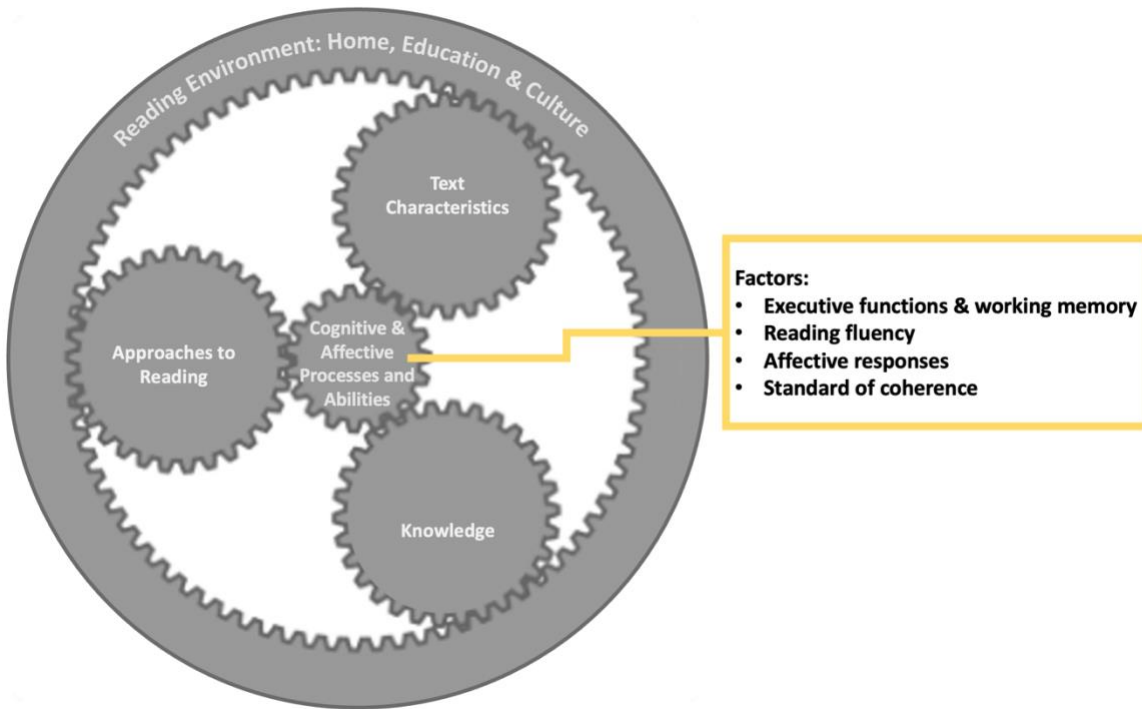 Reading Environment: Home, Education & Culture
Text
Characteristics
Approaches to
Reading
Cognitive &
Affective
Processes and
Abilities
Knowledge
Factors:
• Executive functions & working memory
• Reading fluency
• Affective responses
• Standard of coherence